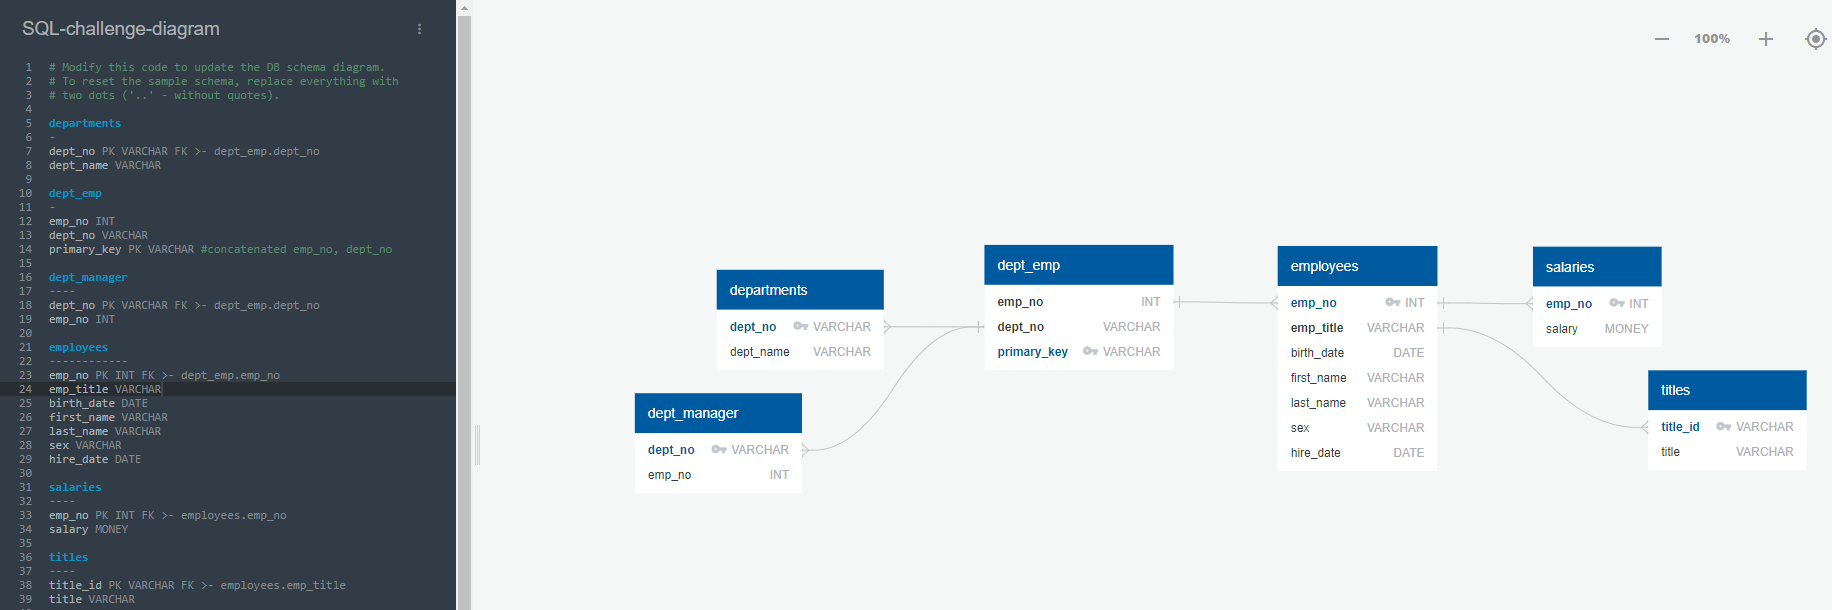 SQL-challenge-diagram
1 # Modify this code to update the DB schema diagram.
2 # To reset the sample schema, replace everything with
3 # two dots ('..' - without quotes).
4
5 departments
6 -
7 dept_no PK VARCHAR FK >- dept_emp.dept_no
8 dept_name VARCHAR
9
10 dept_emp
11 -
12 emp_no INT
13 dept_no VARCHAR
14 primary_key PK VARCHAR #concatenated emp_no, dept_no
15
16 dept_manager
17 ----
18 dept_no PK VARCHAR FK >- dept_emp.dept_no
19 emp_no INT
20
21 employees
22 ------------
23 emp_no PK INT FK >- dept_emp.emp_no
24 emp_title VARCHAR
25 birth_date DATE
26 first_name VARCHAR
27 last_name VARCHAR
28 sex VARCHAR
29 hire_date DATE
30
31 salaries
32 ----
33 emp_no PK INT FK >- employees.emp_no
34 salary MONEY
35
36 titles
37 ----
38 title_id PK VARCHAR FK >- employees.emp_title
39 title VARCHAR
100%
departments
dept_no VARCHAR
dept_name VARCHAR
dept_manager
dept_no VARCHAR
emp_no INT
dept_emp
emp_no INT
dept_no VARCHAR
primary_key VARCHAR
employees
emp_no INT
emp_title VARCHAR
birth_date DATE
first_name VARCHAR
last_name VARCHAR
sex VARCHAR
hire_date DATE
salaries
emp_no INT
salary MONEY
titles
title_id VARCHAR
title VARCHAR